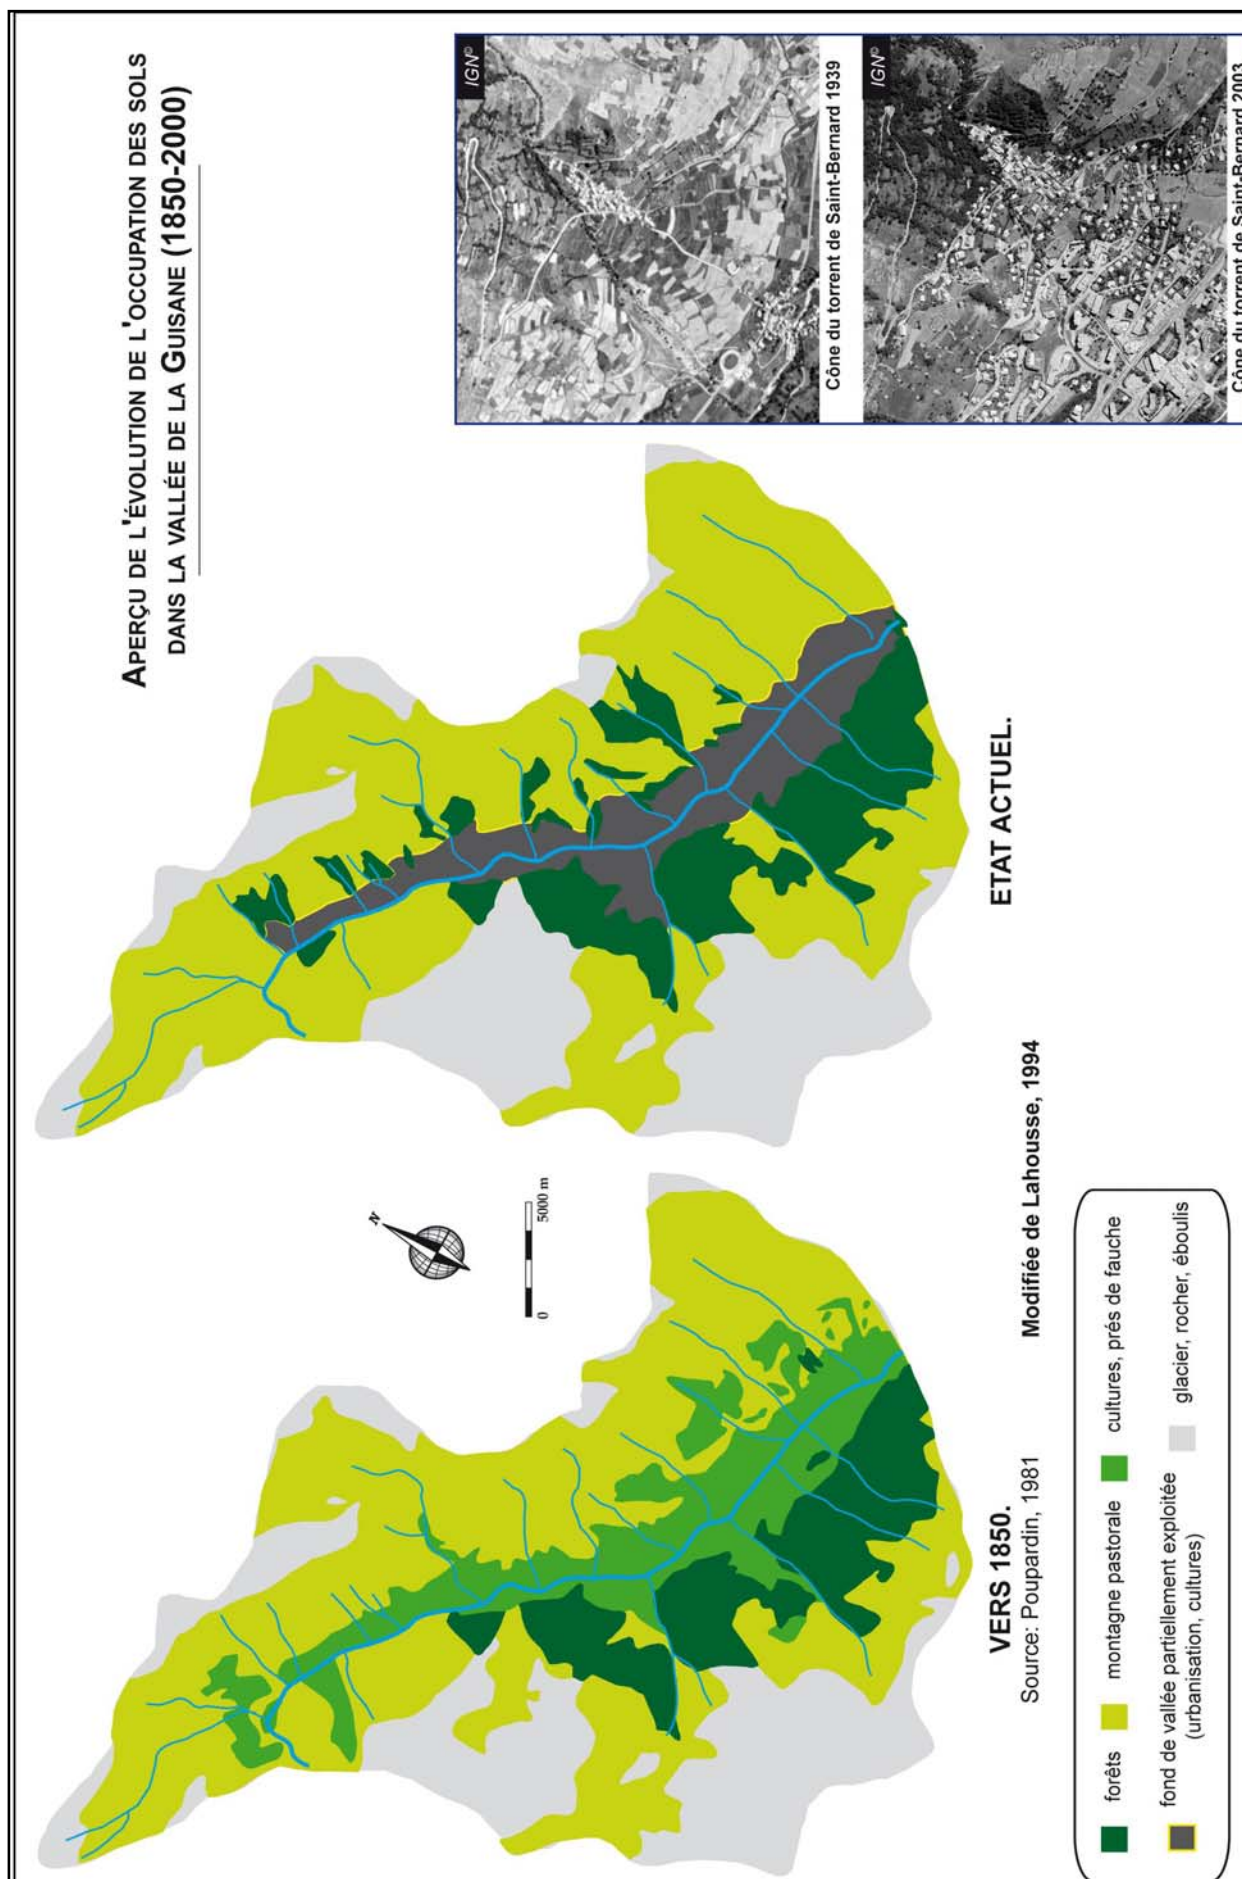 APERÇU DE L'ÉVOLUTION DE L'OCCUPATION DES SOLS
DANS LA VALLÉE DE LA GUISANE (1850-2000)
IGN©
Cône du torrent de Saint-Bernard 1939
IGN©
Cône du torrent de Saint-Bernard 2003
N
0 5000 m
VERS 1850.
Source: Poupardin, 1981
ETAT ACTUEL.
Modifiée de Lahousse, 1994
forêts
montagne pastorale
cultures, prés de fauche
fond de vallée partiellement exploitée
(urbanisation, cultures)
glacier, rocher, éboulis